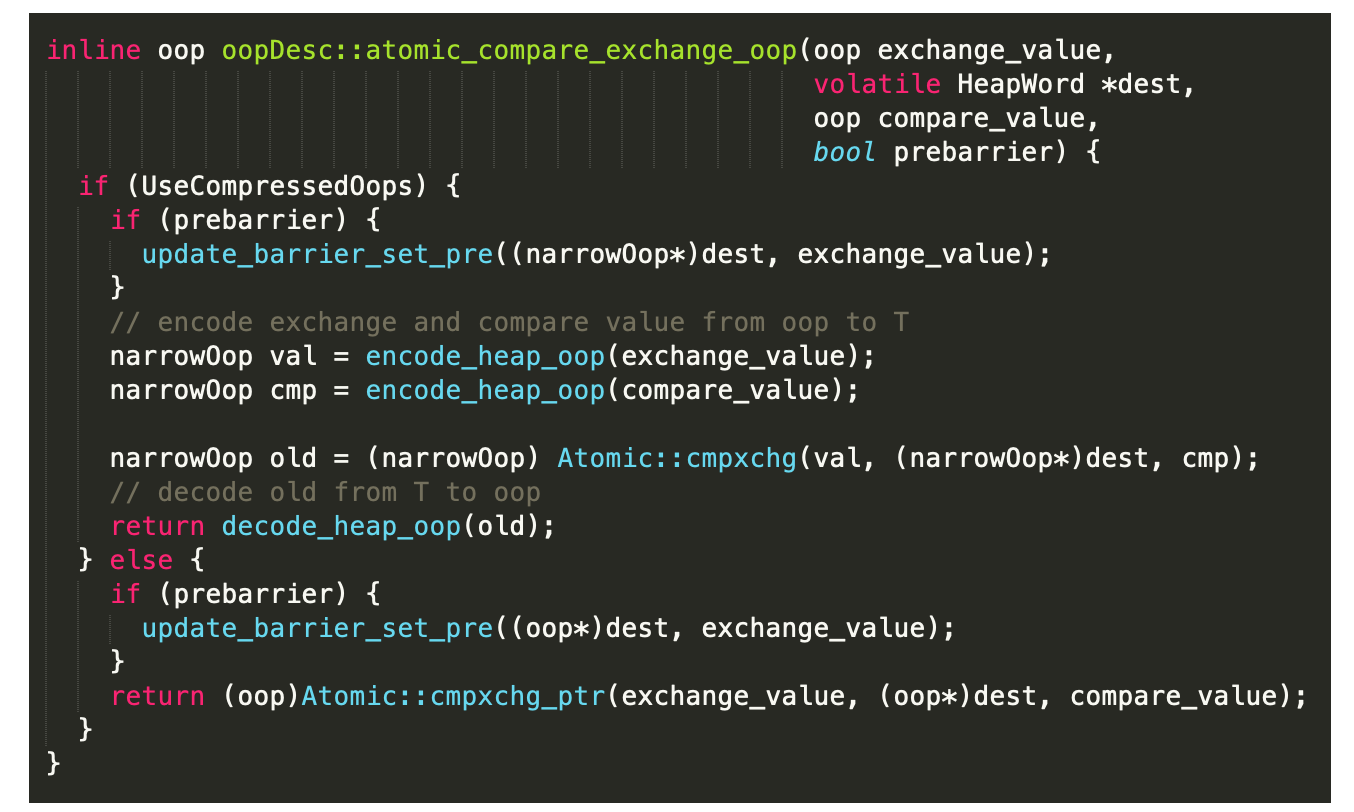 inline oop oopDesc::atomic_compare_exchange_oop(oop exchange_value,
                                                volatile HeapWord *dest,
                                                oop compare_value,
                                                bool prebarrier) {
  if (UseCompressedOops) {
    if (prebarrier) {
      update_barrier_set_pre((narrowOop*)dest, exchange_value);
    }
    // encode exchange and compare value from oop to T
    narrowOop val = encode_heap_oop(exchange_value);
    narrowOop cmp = encode_heap_oop(compare_value);

    narrowOop old = (narrowOop) Atomic::cmpxchg(val, (narrowOop*)dest, cmp);
    // decode old from T to oop
    return decode_heap_oop(old);
  } else {
    if (prebarrier) {
      update_barrier_set_pre((oop*)dest, exchange_value);
    }
    return (oop)Atomic::cmpxchg_ptr(exchange_value, (oop*)dest, compare_value);
  }
}